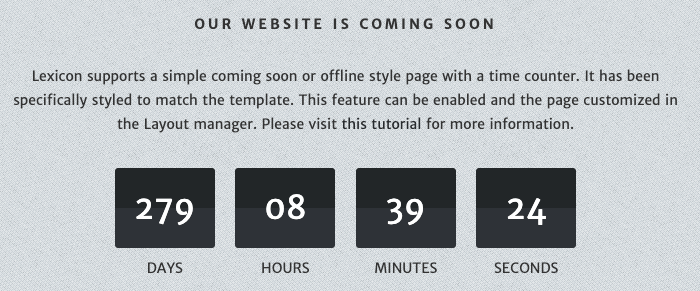 OUR WEBSITE IS COMING SOON
Lexicon supports a simple coming soon or offline style page with a time counter. It has been
specifically styled to match the template. This feature can be enabled and the page customized in
the Layout manager. Please visit this tutorial for more information.
279 08 39 24
DAYS HOURS MINUTES SECONDS